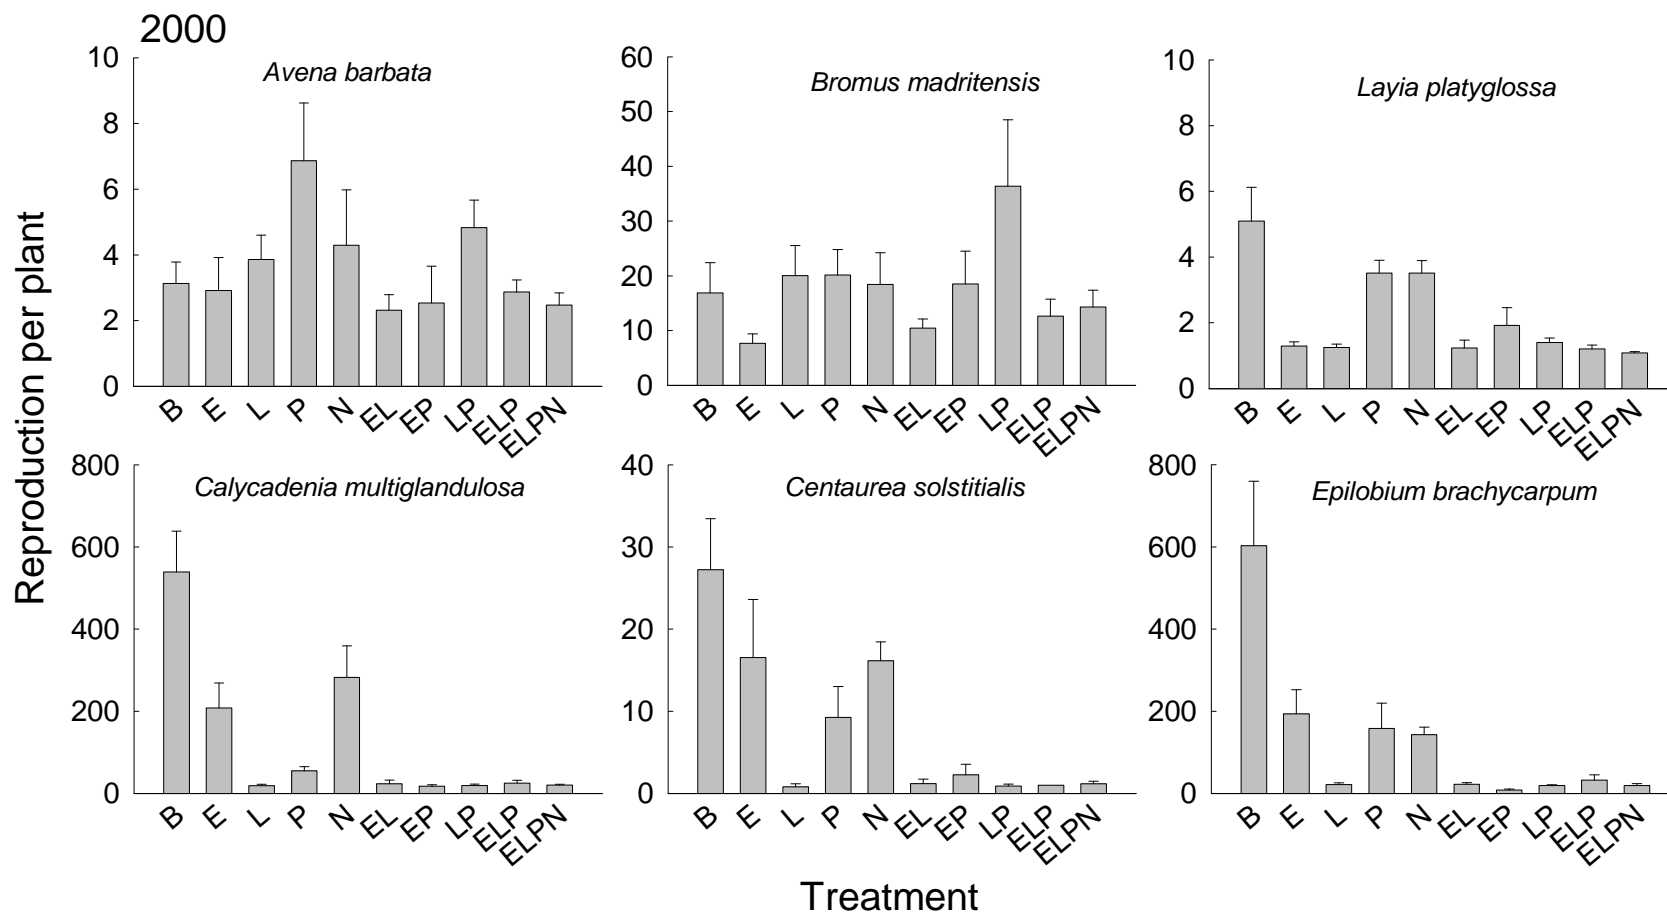 2000
Reproduction per plant
Avena barbata
10
8
6
4
2
0
B E L P N EL EP LP ELP ELPN
Bromus madritensis
60
50
40
30
20
10
0
B E L P N EL EP LP ELP ELPN
Layia platyglossa
10
8
6
4
2
0
B E L P N EL EP LP ELP ELPN
Calycadenia multiglandulosa
800
600
400
200
0
B E L P N EL EP LP ELP ELPN
Centaurea solstitialis
40
30
20
10
0
B E L P N EL EP LP ELP ELPN
Epilobium brachycarpum
800
600
400
200
0
B E L P N EL EP LP ELP ELPN
Treatment